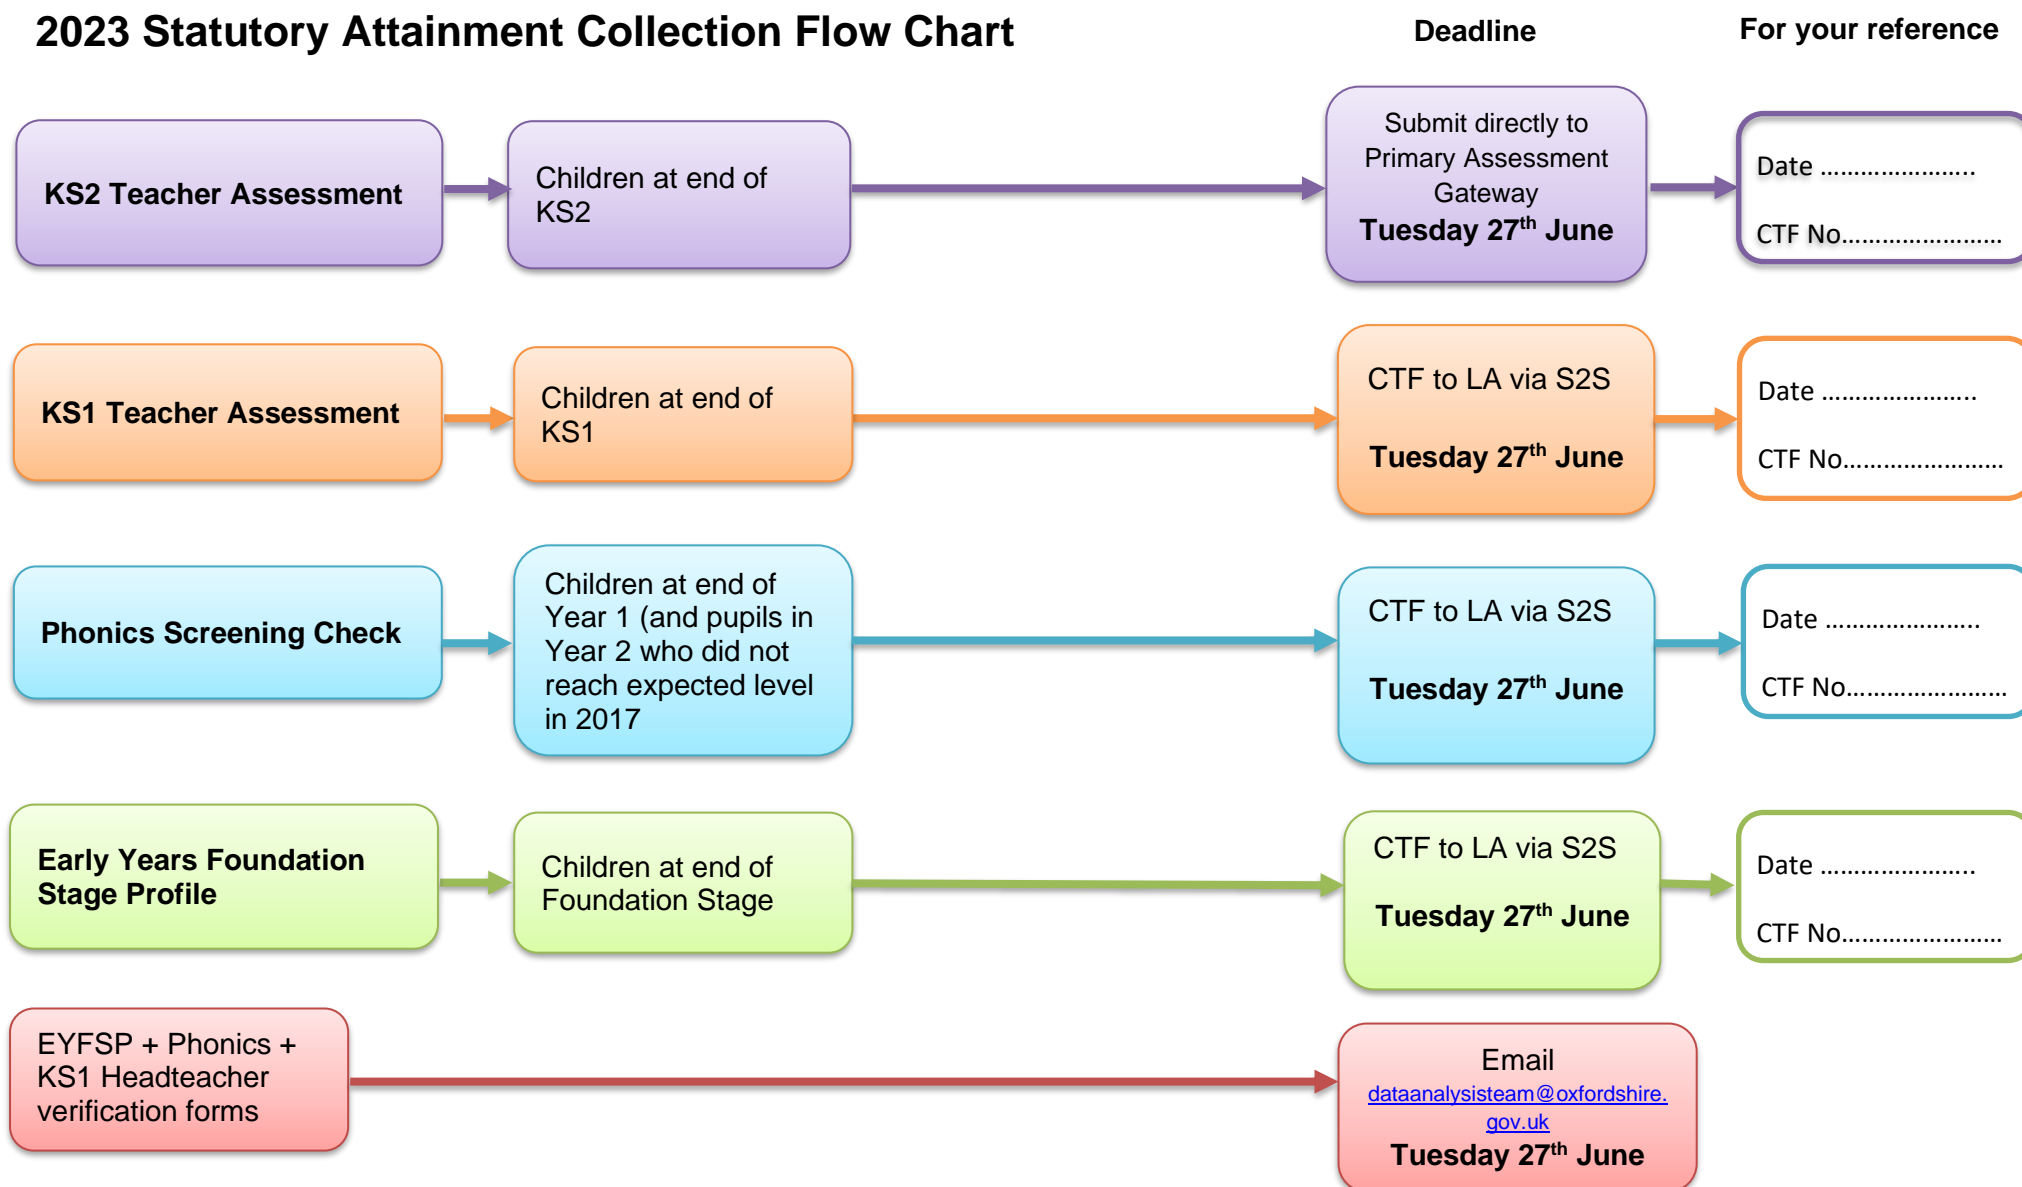 2023 Statutory Attainment Collection Flow Chart
Deadline
For your reference
KS2 Teacher Assessment
Children at end of
KS2
Submit directly to
Primary Assessment
Gateway
Tuesday 27th June
Date …………………..
CTF No……………………
KS1 Teacher Assessment
Children at end of
KS1
CTF to LA via S2S
Tuesday 27th June
Date …………………..
CTF No……………………
Phonics Screening Check
Children at end of
Year 1 (and pupils in
Year 2 who did not
reach expected level
in 2017
CTF to LA via S2S
Tuesday 27th June
Date …………………..
CTF No……………………
Early Years Foundation
Stage Profile
Children at end of
Foundation Stage
CTF to LA via S2S
Tuesday 27th June
Date …………………..
CTF No……………………
EYFSP + Phonics +
KS1 Headteacher
verification forms
Email
dataanalysisteam@oxfordshire.
gov.uk
Tuesday 27th June